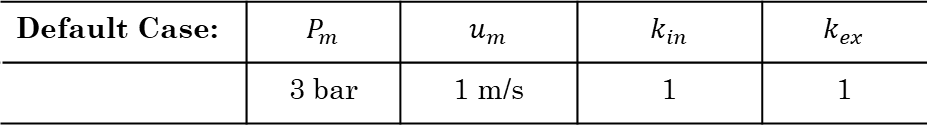 Default Case: P_m u_m k_in k_ex
3 bar 1 m/s 1 1